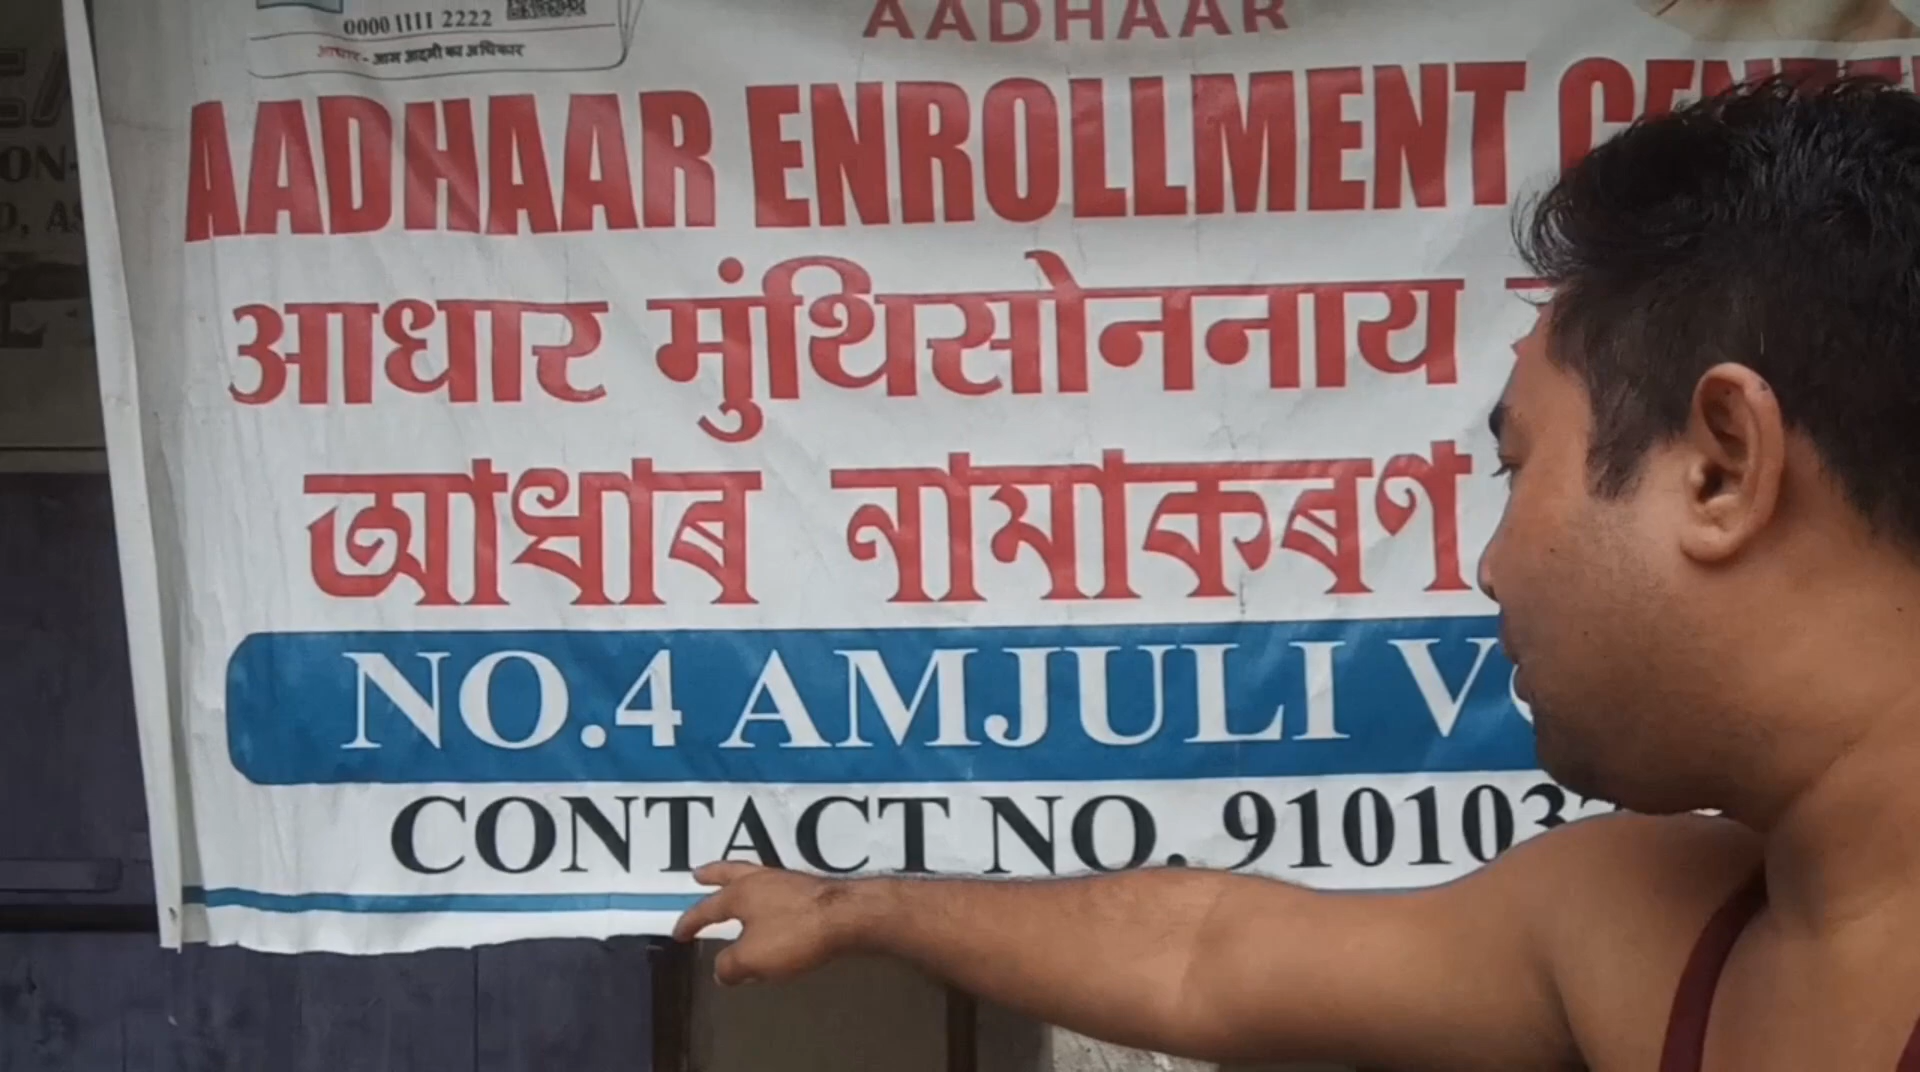 0000 1111 2222
आधार - आम आदमी का अधिकार
AADHAAR
AADHAAR ENROLLMENT
आधार मुंथिसोननाय
আধাৰ নামাকৰণ
NO.4 AMJULI
CONTACT NO. 910103